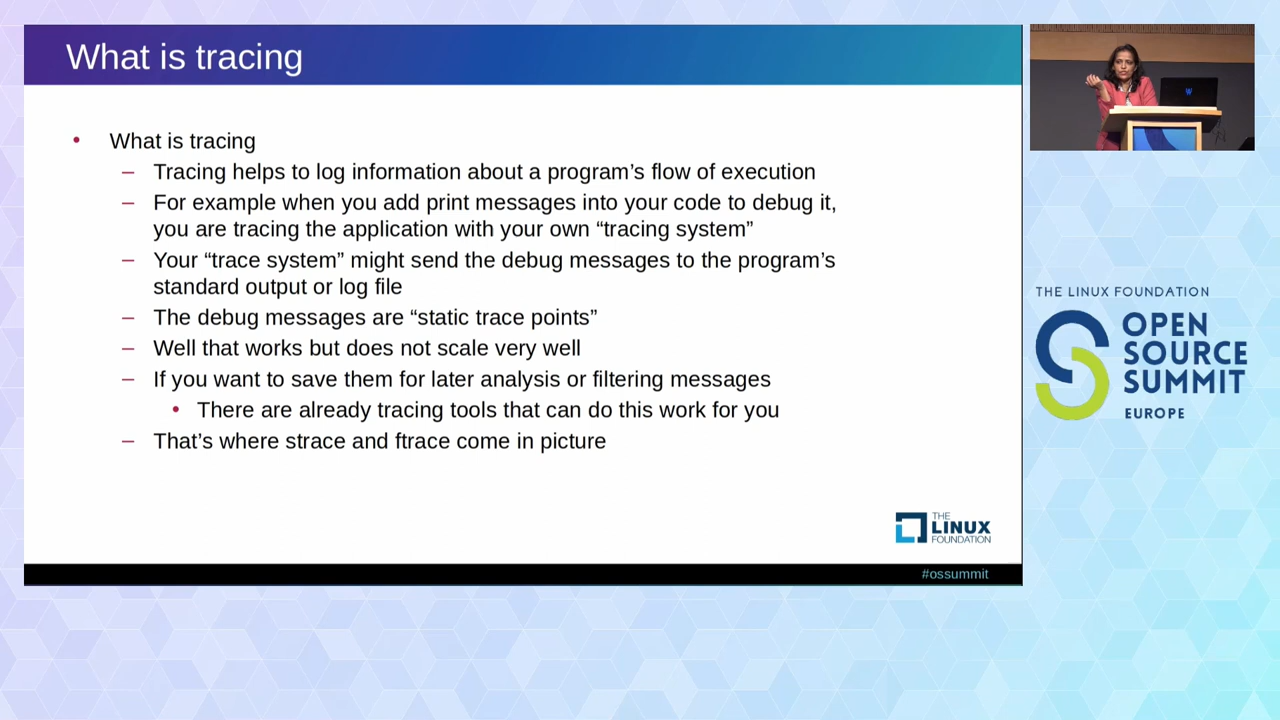 What is tracing
• What is tracing
– Tracing helps to log information about a program’s flow of execution
– For example when you add print messages into your code to debug it,
you are tracing the application with your own “tracing system”
– Your “trace system” might send the debug messages to the program’s
standard output or log file
– The debug messages are “static trace points”
– Well that works but does not scale very well
– If you want to save them for later analysis or filtering messages
• There are already tracing tools that can do this work for you
– That’s where strace and ftrace come in picture
THE
LINUX
FOUNDATION
#ossummit
THE LINUX FOUNDATION
OPEN
SOURCE
SUMMIT
EUROPE